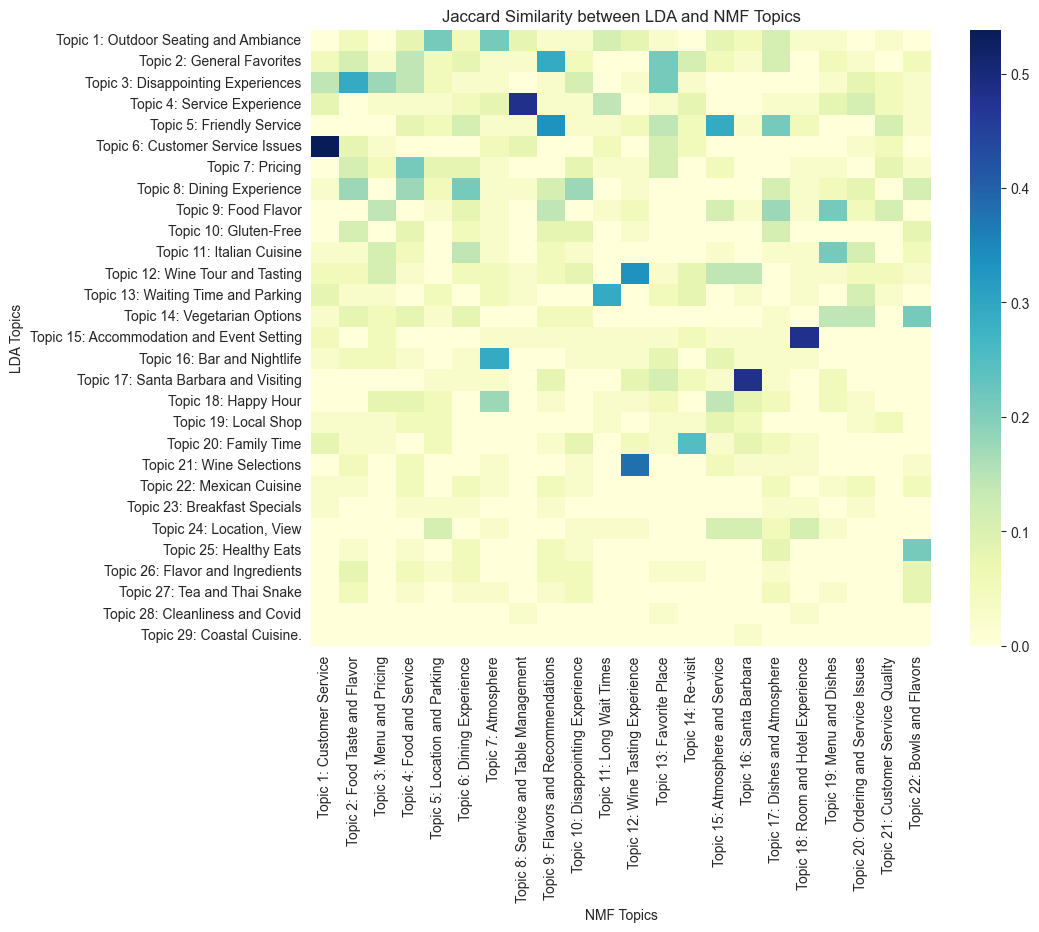 Jaccard Similarity between LDA and NMF Topics
LDA Topics
Topic 1: Outdoor Seating and Ambiance
Topic 2: General Favorites
Topic 3: Disappointing Experiences
Topic 4: Service Experience
Topic 5: Friendly Service
Topic 6: Customer Service Issues
Topic 7: Pricing
Topic 8: Dining Experience
Topic 9: Food Flavor
Topic 10: Gluten-Free
Topic 11: Italian Cuisine
Topic 12: Wine Tour and Tasting
Topic 13: Waiting Time and Parking
Topic 14: Vegetarian Options
Topic 15: Accommodation and Event Setting
Topic 16: Bar and Nightlife
Topic 17: Santa Barbara and Visiting
Topic 18: Happy Hour
Topic 19: Local Shop
Topic 20: Family Time
Topic 21: Wine Selections
Topic 22: Mexican Cuisine
Topic 23: Breakfast Specials
Topic 24: Location, View
Topic 25: Healthy Eats
Topic 26: Flavor and Ingredients
Topic 27: Tea and Thai Snake
Topic 28: Cleanliness and Covid
Topic 29: Coastal Cuisine.
0.5
0.4
0.3
0.2
0.1
0.0
Topic 1: Customer Service
Topic 2: Food Taste and Flavor
Topic 3: Menu and Pricing
Topic 4: Food and Service
Topic 5: Location and Parking
Topic 6: Dining Experience
Topic 7: Atmosphere
Topic 8: Service and Table Management
Topic 9: Flavors and Recommendations
Topic 10: Disappointing Experience
Topic 11: Long Wait Times
Topic 12: Wine Tasting Experience
Topic 13: Favorite Place
Topic 14: Re-visit
Topic 15: Atmosphere and Service
Topic 16: Santa Barbara
Topic 17: Dishes and Atmosphere
Topic 18: Room and Hotel Experience
Topic 19: Menu and Dishes
Topic 20: Ordering and Service Issues
Topic 21: Customer Service Quality
Topic 22: Bowls and Flavors
NMF Topics